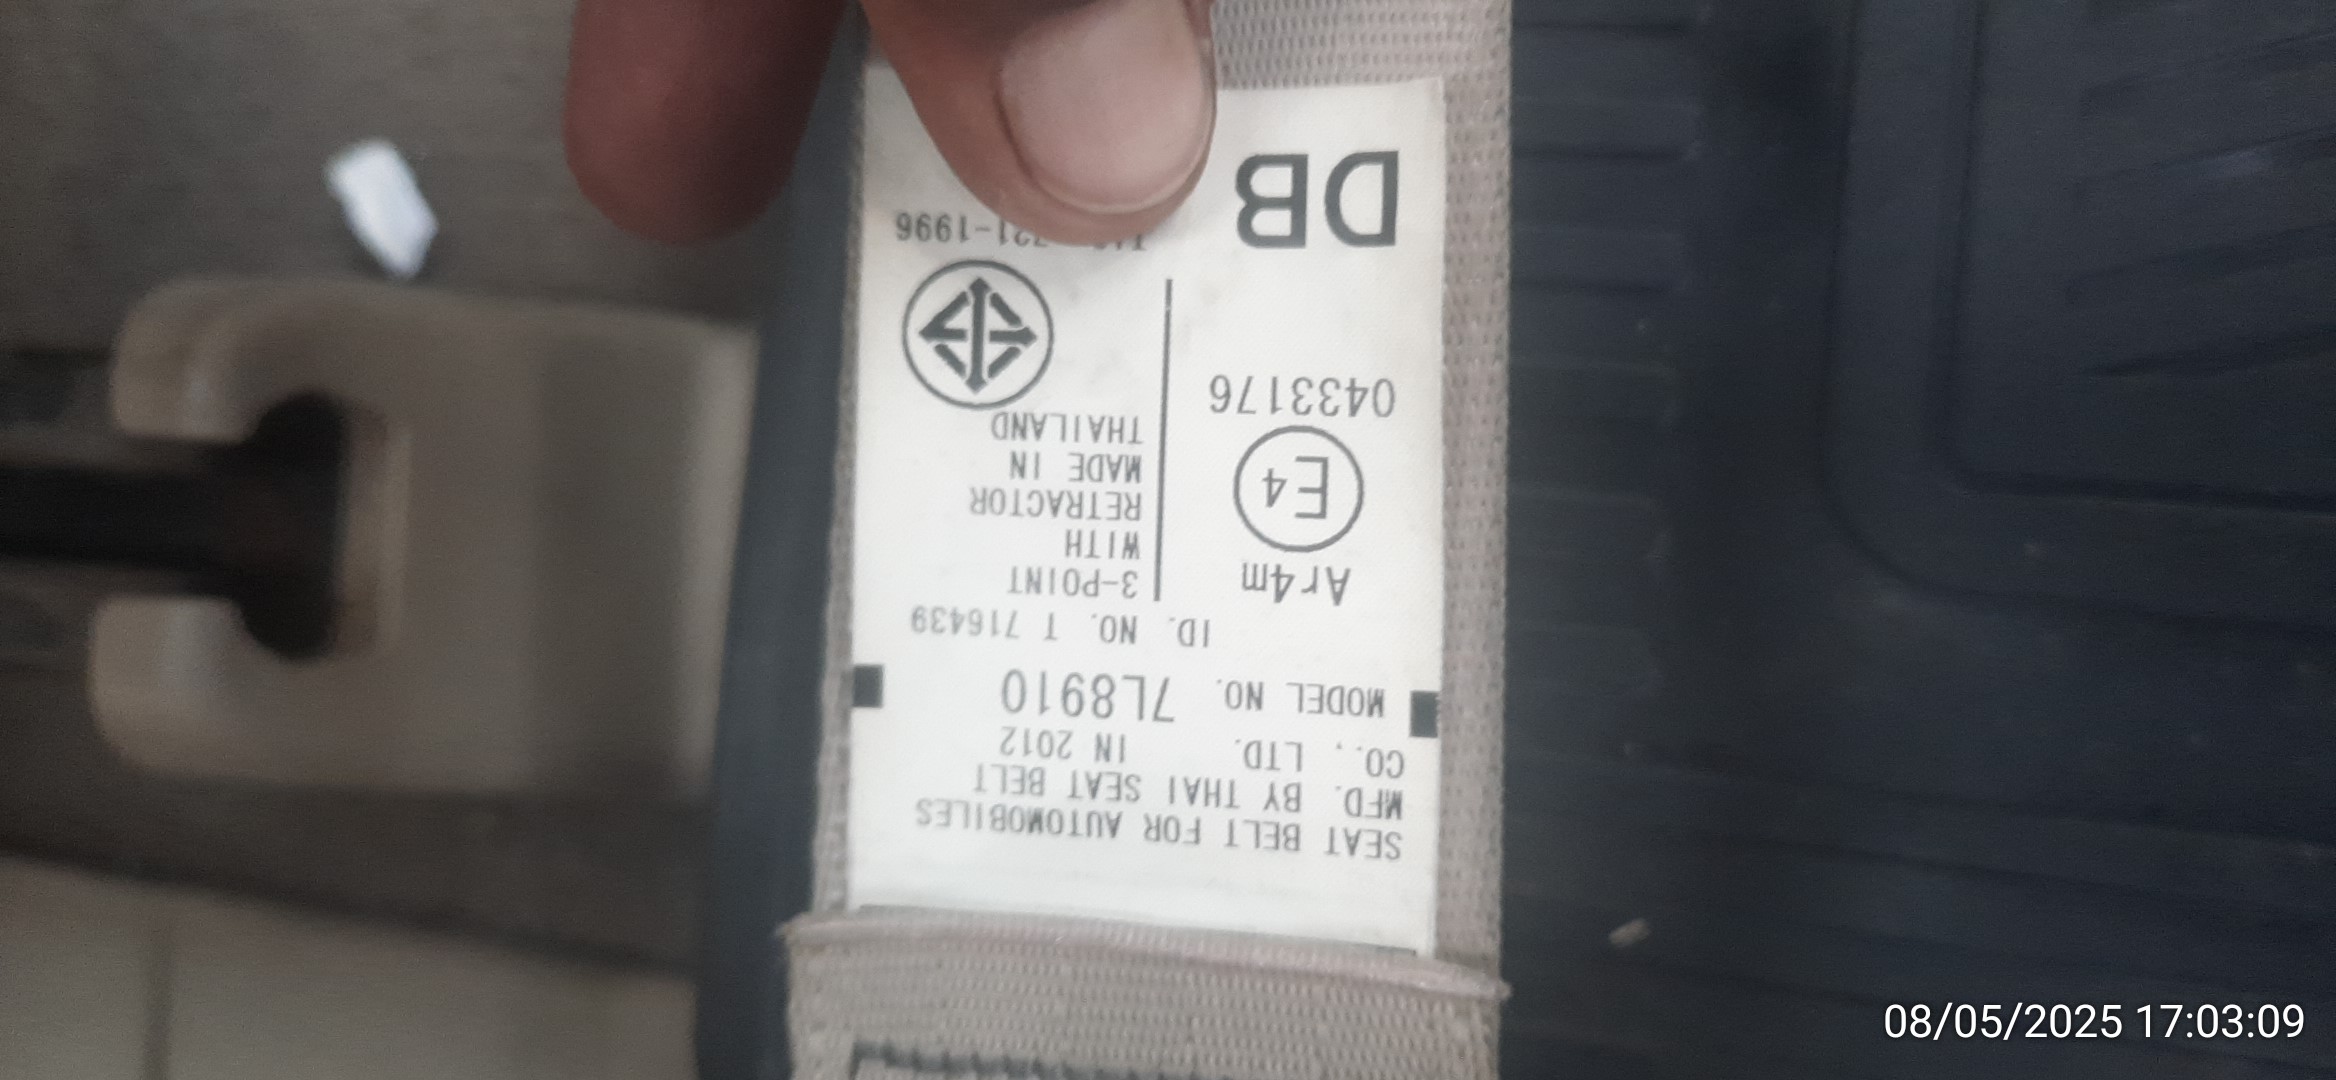 SEAT BELT FOR AUTOMOBILES
MFD. BY THAI SEAT BELT
CO., LTD. IN 2012
MODEL NO. 7L8910
ID. NO. T 716439
Ar4m
E4
0433176
3-POINT
WITH
RETRACTOR
MADE IN
THAILAND
721-1996
DB
08/05/2025 17:03:09